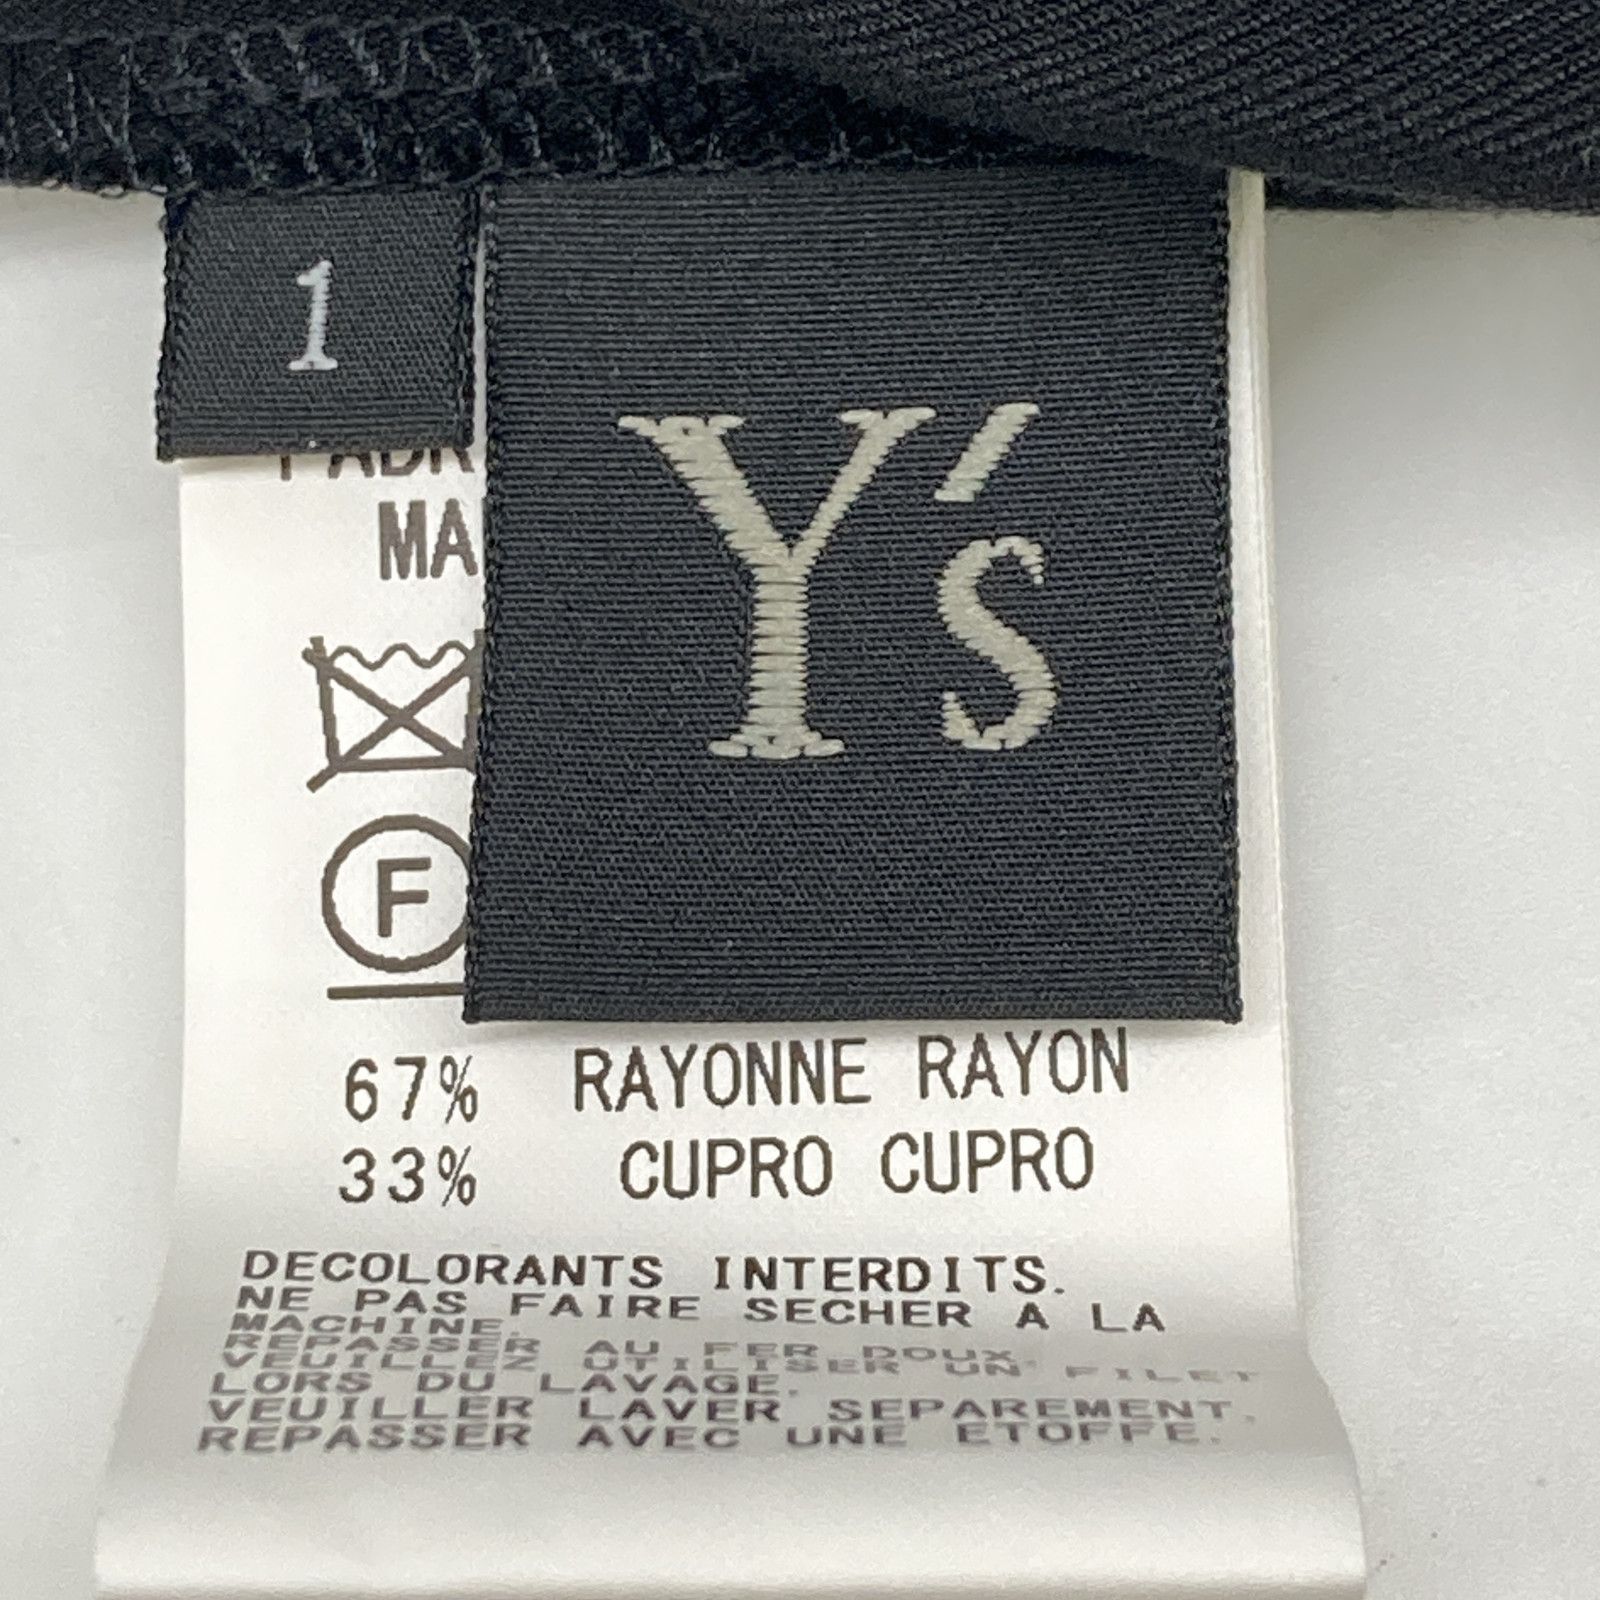 1
Y's
MA
F
67% RAYONNE RAYON
33% CUPRO CUPRO
DECOLORANTS INTERDITS.
NE PAS FAIRE SECHER A LA
MACHINE.
REPASSER AU FER DOUX.
VEUILLEZ UTILISER UN FILET
LORS DU LAVAGE.
VEUILLER LAVER SEPAREMENT.
REPASSER AVEC UNE ETOFFE.